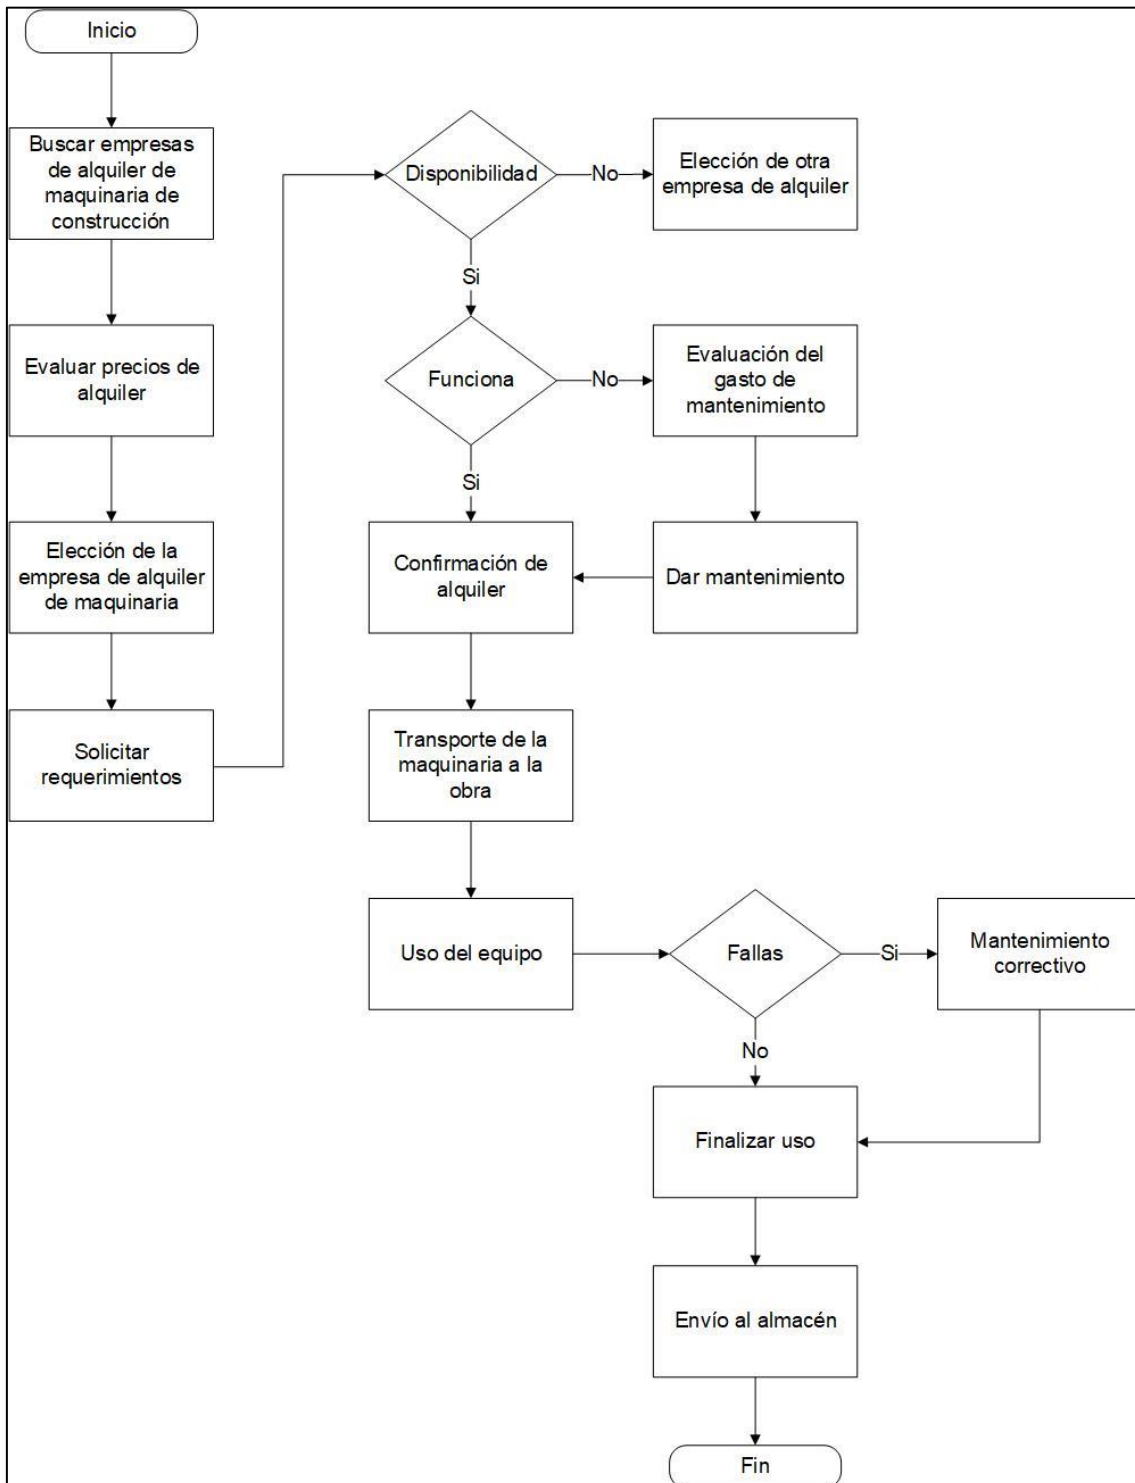 Inicio
Buscar empresas
de alquiler de
maquinaria de
construcción
Evaluar precios de
alquiler
Elección de la
empresa de alquiler
de maquinaria
Solicitar
requerimientos
Disponibilidad
No
Elección de otra
empresa de alquiler
Si
Funciona
No
Evaluación del
gasto de
mantenimiento
Si
Confirmación de
alquiler
Dar mantenimiento
Transporte de la
maquinaria a la
obra
Uso del equipo
Fallas
Si
Mantenimiento
correctivo
No
Finalizar uso
Envío al almacén
Fin